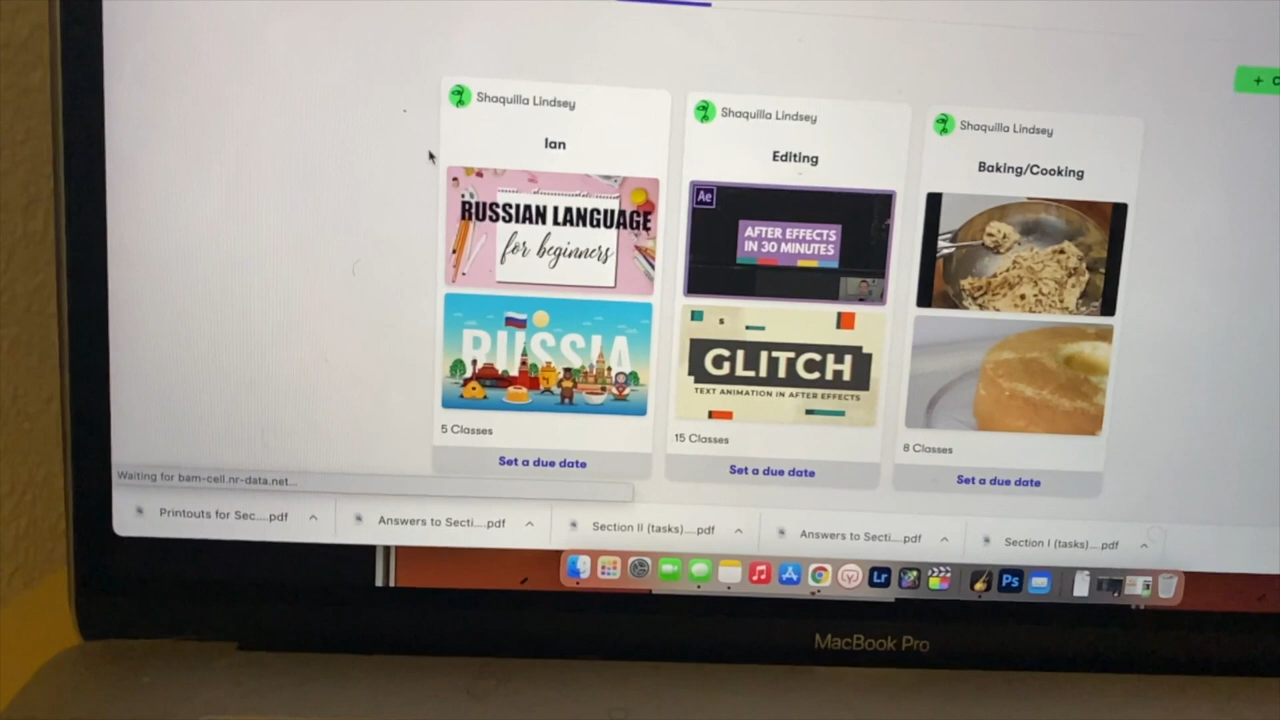 + C
Shaquilla Lindsey
Ian
RUSSIAN LANGUAGE
for beginners
RUSSIA
5 Classes
Set a due date
Shaquilla Lindsey
Editing
Ae
AFTER EFFECTS
IN 30 MINUTES
S
GLITCH
TEXT ANIMATION IN AFTER EFFECTS
15 Classes
Set a due date
Shaquilla Lindsey
Baking/Cooking
8 Classes
Set a due date
Waiting for bam-cell.nr-data.net...
Printouts for Sec....pdf
Answers to Secti....pdf
Section II (tasks)....pdf
Answers to Secti....pdf
Section I (tasks)....pdf
Lr
Ps
MacBook Pro